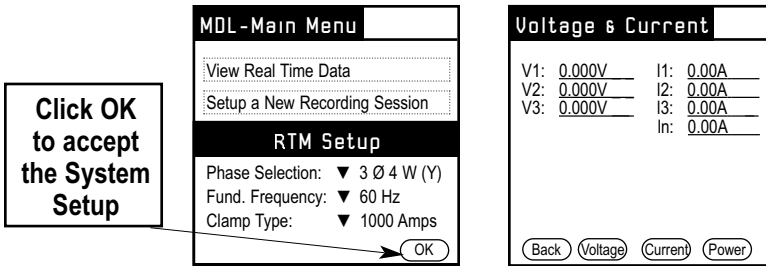 Click OK
to accept
the System
Setup
MDL-Main Menu
View Real Time Data
Setup a New Recording Session
RTM Setup
Phase Selection: ▼ 3 Ø 4 W (Y)
Fund. Frequency: ▼ 60 Hz
Clamp Type: ▼ 1000 Amps
OK
Voltage & Current
V1: 0.000V I1: 0.00A
V2: 0.000V I2: 0.00A
V3: 0.000V I3: 0.00A
In: 0.00A
Back Voltage Current Power